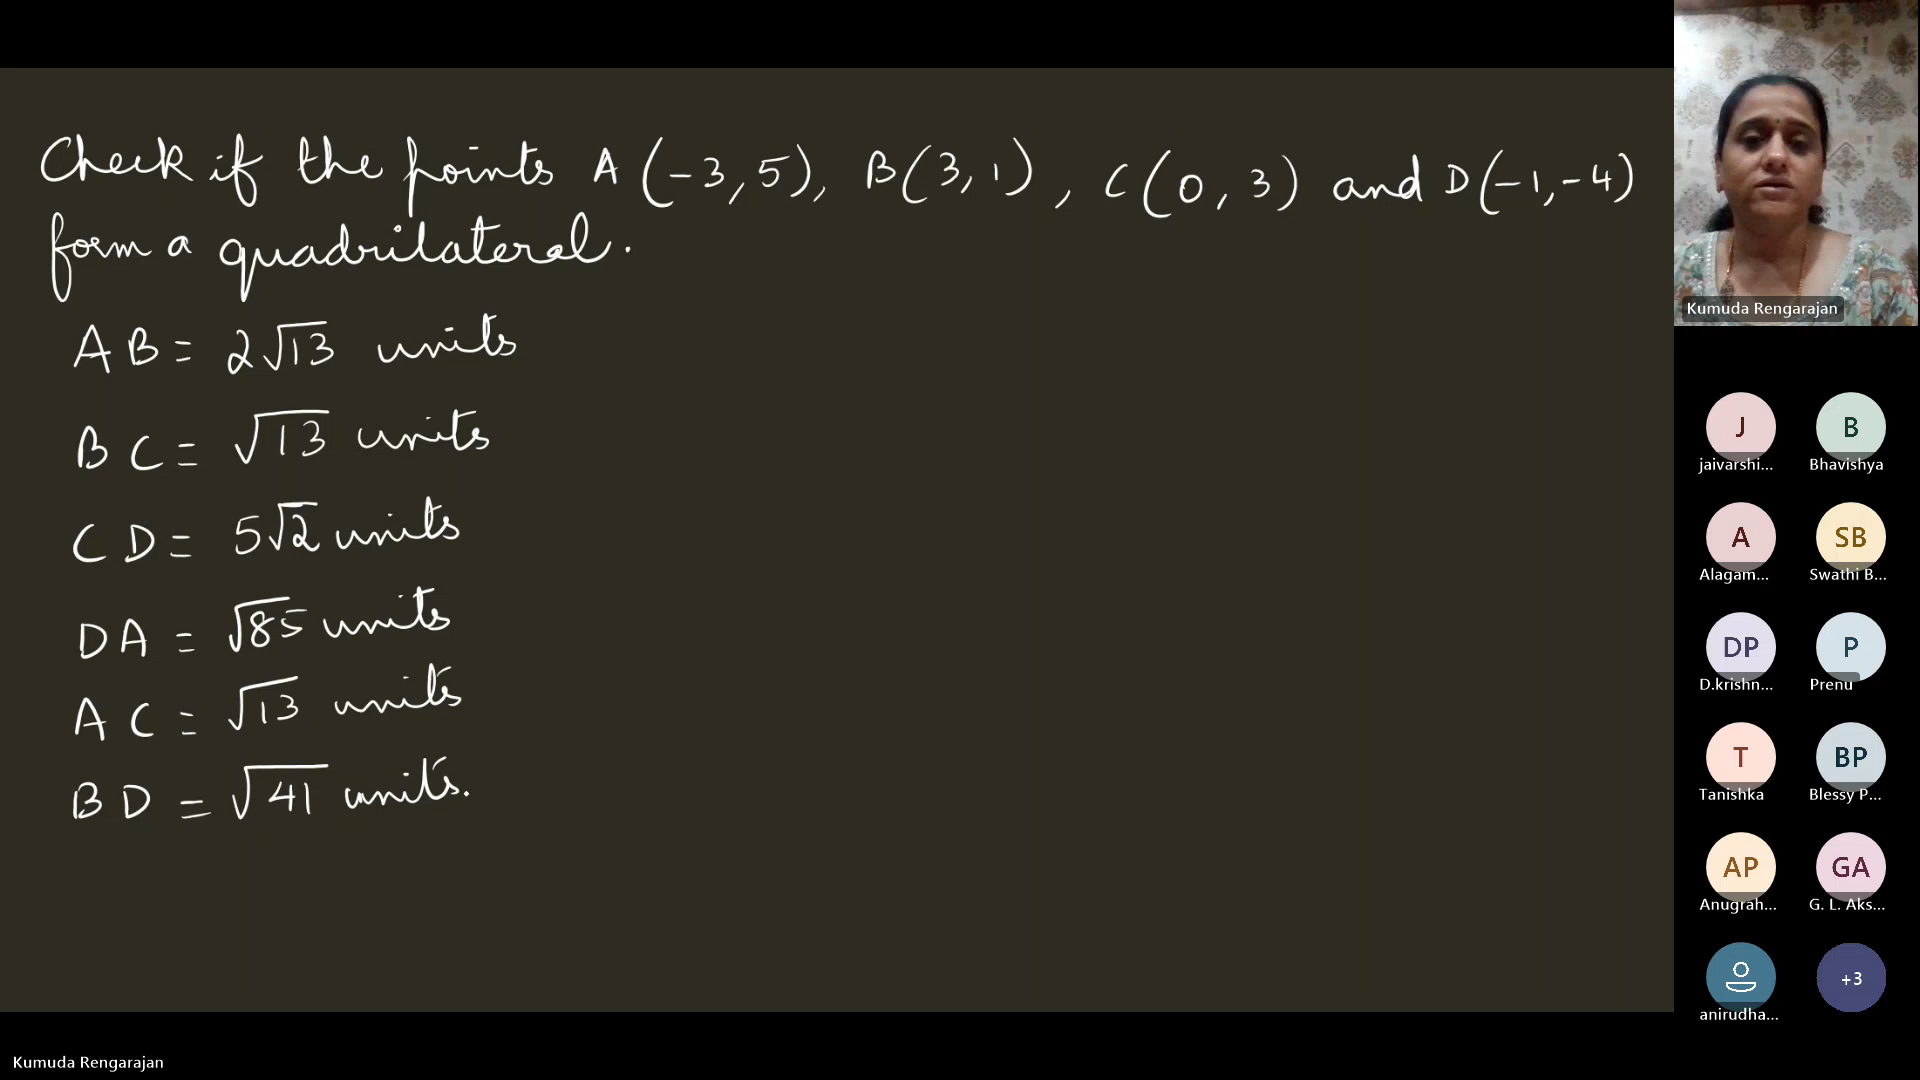 Check if the points A (-3, 5), B(3, 1), C(0, 3) and D(-1, -4)
form a quadrilateral.
AB = 2√13 units
BC = √13 units
CD = 5√2 units
DA = √85 units
AC = √13 units
BD = √41 units.
Kumuda Rengarajan
J
jaivarshi...
B
Bhavishya
A
Alagam...
SB
Swathi B...
DP
D.krishn...
P
Prenu
T
Tanishka
BP
Blessy P...
AP
Anugrah...
GA
G. L. Aks...
anirudha...
+3
Kumuda Rengarajan